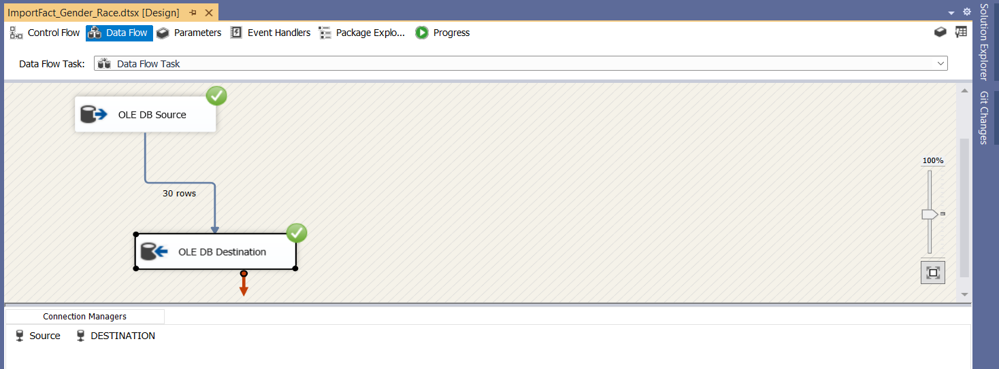 ImportFact_Gender_Race.dtsx [Design]
Control Flow Data Flow Parameters Event Handlers Package Explo... Progress
Data Flow Task: Data Flow Task
OLE DB Source
30 rows
OLE DB Destination
100%
Connection Managers
Source DESTINATION
Solution Explorer
Git Changes